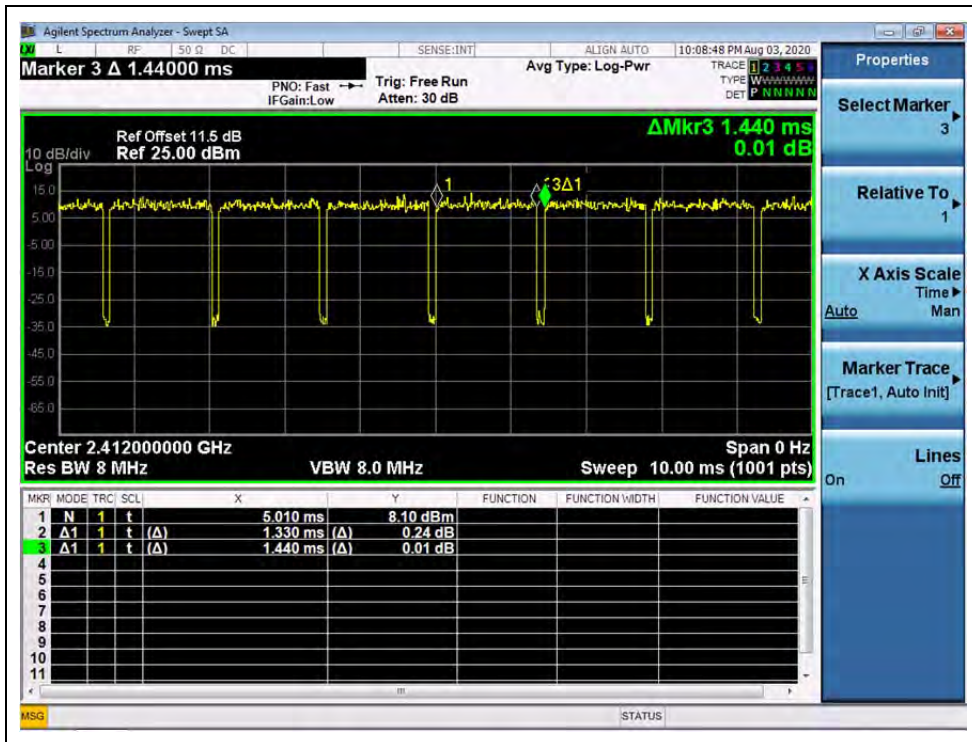 Agilent Spectrum Analyzer - Swept SA
LXI L RF 50 Ω DC SENSE:INT ALIGN AUTO 10:08:48 PM Aug 03, 2020
Marker 3 Δ 1.44000 ms
PNO: Fast
IFGain:Low
Trig: Free Run
Atten: 30 dB
Avg Type: Log-Pwr
TRACE 1 2 3 4 5 6
TYPE W
DET P N N N N N
ΔMkr3 1.440 ms
0.01 dB
Ref Offset 11.5 dB
10 dB/div Ref 25.00 dBm
Log
15.0
5.00
-5.00
-15.0
-25.0
-35.0
-45.0
-55.0
-65.0
1
3Δ1
Center 2.412000000 GHz Span 0 Hz
Res BW 8 MHz VBW 8.0 MHz Sweep 10.00 ms (1001 pts)
MKR MODE TRC SCL X Y FUNCTION FUNCTION WIDTH FUNCTION VALUE
1 N 1 t 5.010 ms 8.10 dBm
2 Δ1 1 t (Δ) 1.330 ms (Δ) 0.24 dB
3 Δ1 1 t (Δ) 1.440 ms (Δ) 0.01 dB
4
5
6
7
8
9
10
11
MSG STATUS
Properties
Select Marker
3
Relative To
1
X Axis Scale
Time
Auto Man
Marker Trace
[Trace1, Auto Init]
Lines
On Off